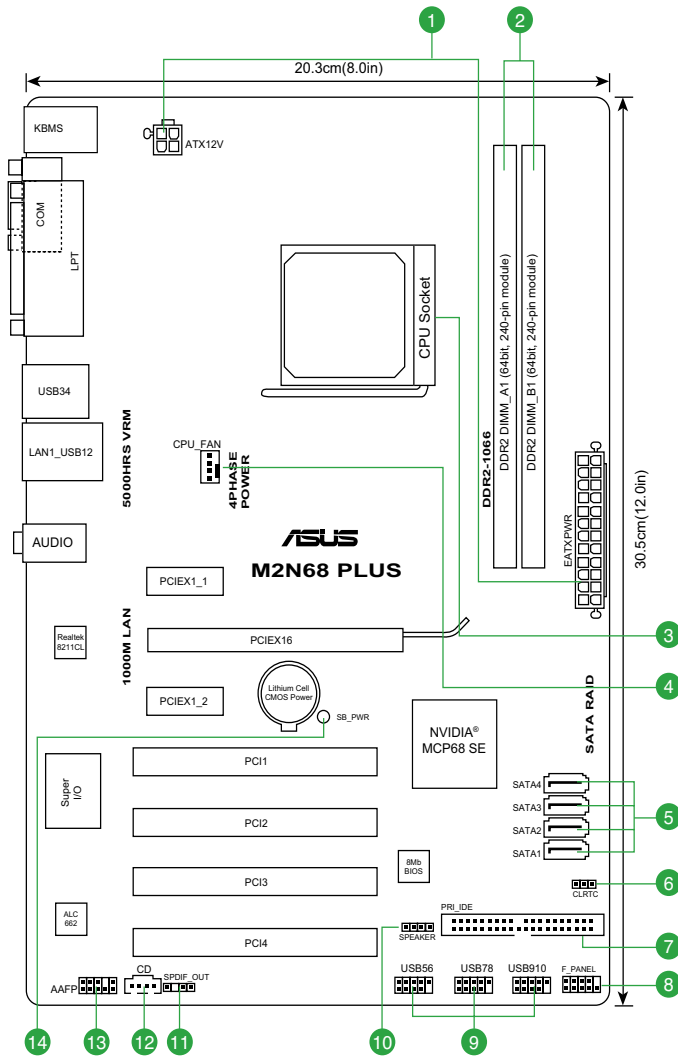 1
2
20.3cm(8.0in)
KBMS
ATX12V
COM
LPT
CPU Socket
DDR2 DIMM_A1 (64bit, 240-pin module)
DDR2 DIMM_B1 (64bit, 240-pin module)
USB34
DDR2-1066
LAN1_USB12
5000HRS VRM
CPU_FAN
4PHASE
POWER
EATXPWR
30.5cm(12.0in)
AUDIO
ASUS
M2N68 PLUS
PCIEX1_1
Realtek
8211CL
1000M LAN
PCIEX16
3
4
PCIEX1_2
Lithium Cell
CMOS Power
SB_PWR
NVIDIA®
MCP68 SE
SATA RAID
Super
I/O
PCI1
SATA4
SATA3
SATA2
SATA1
5
PCI2
8Mb
BIOS
PCI3
6
CLRTC
ALC
662
PRI_IDE
10
SPEAKER
7
PCI4
CD
SPDIF_OUT
AAFP
USB56
USB78
USB910
F_PANEL
8
14
13
12
11
10
9